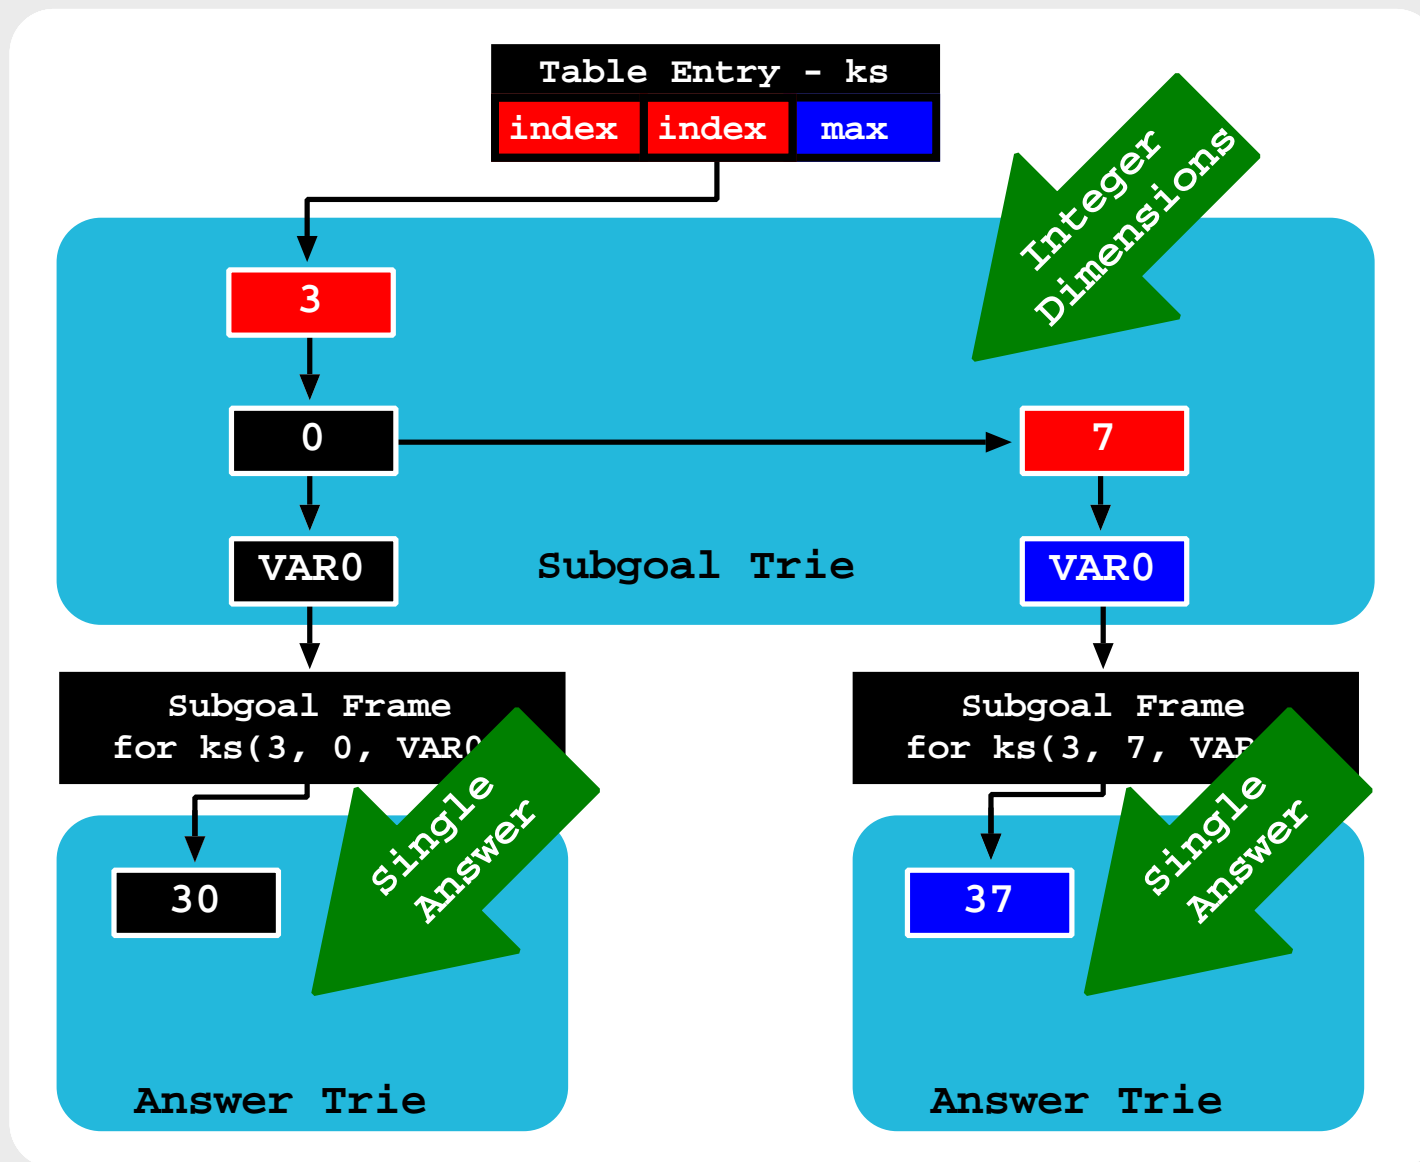 Table Entry - ks
index index max
Integer
Dimensions
3
0
7
VAR0
Subgoal Trie
VAR0
Subgoal Frame
for ks(3, 0, VAR0
Subgoal Frame
for ks(3, 7,
Single
Answer
Single
Answer
30
37
Answer Trie
Answer Trie